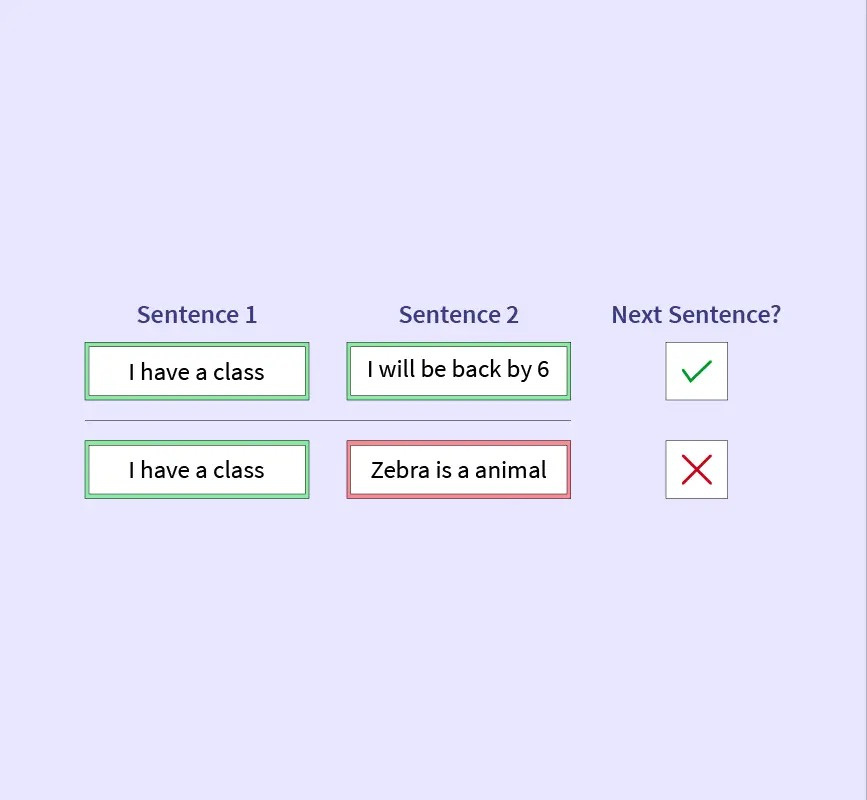 Sentence 1 Sentence 2 Next Sentence?
I have a class I will be back by 6
I have a class Zebra is a animal